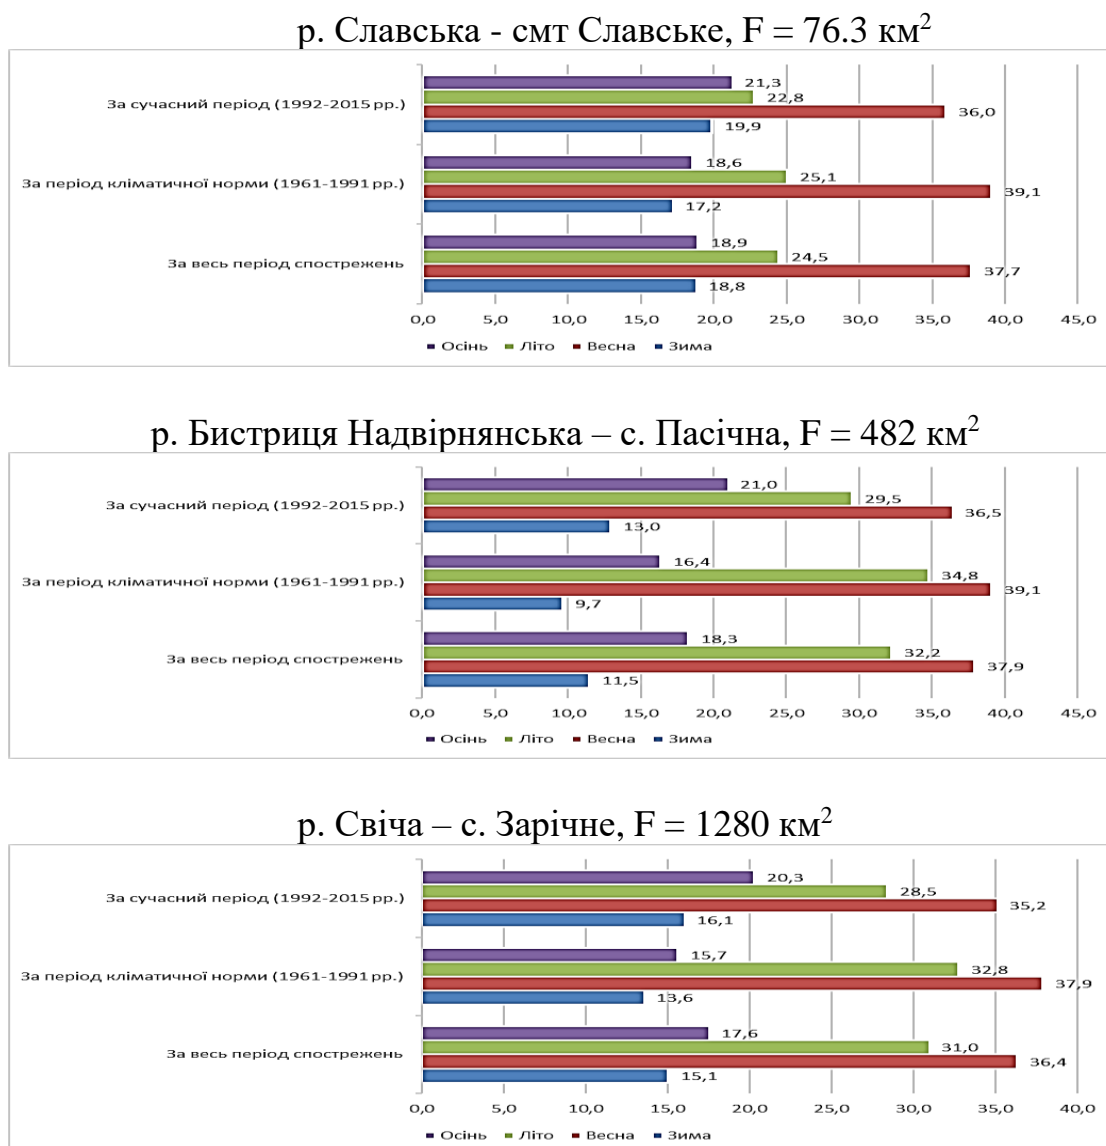 р. Славська - смт Славське, F = 76.3 км²
За сучасний період (1992-2015 рр.)
21,3
22,8
36,0
19,9
За період кліматичної норми (1961-1991 рр.)
18,6
25,1
39,1
17,2
За весь період спострежень
18,9
24,5
37,7
18,8
0,0 5,0 10,0 15,0 20,0 25,0 30,0 35,0 40,0 45,0
Осінь Літо Весна Зима
р. Бистриця Надвірнянська – с. Пасічна, F = 482 км²
За сучасний період (1992-2015 рр.)
21,0
29,5
36,5
13,0
За період кліматичної норми (1961-1991 рр.)
16,4
34,8
39,1
9,7
За весь період спострежень
18,3
32,2
37,9
11,5
0,0 5,0 10,0 15,0 20,0 25,0 30,0 35,0 40,0 45,0
Осінь Літо Весна Зима
р. Свіча – с. Зарічне, F = 1280 км²
За сучасний період (1992-2015 рр.)
20,3
28,5
35,2
16,1
За період кліматичної норми (1961-1991 рр.)
15,7
32,8
37,9
13,6
За весь період спострежень
17,6
31,0
36,4
15,1
0,0 5,0 10,0 15,0 20,0 25,0 30,0 35,0 40,0
Осінь Літо Весна Зима